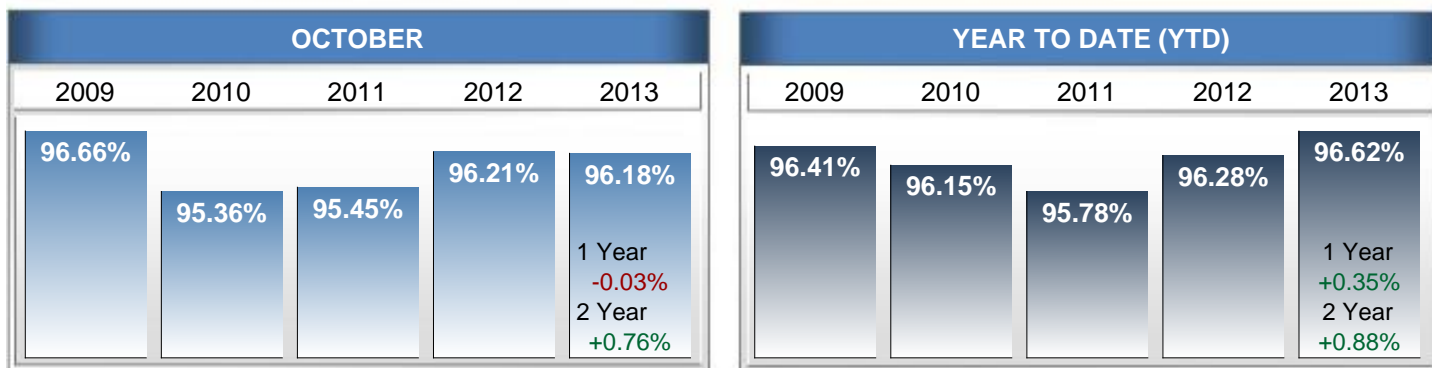 OCTOBER
2009 2010 2011 2012 2013
96.66% 95.36% 95.45% 96.21% 96.18%
1 Year
-0.03%
2 Year
+0.76%
YEAR TO DATE (YTD)
2009 2010 2011 2012 2013
96.41% 96.15% 95.78% 96.28% 96.62%
1 Year
+0.35%
2 Year
+0.88%